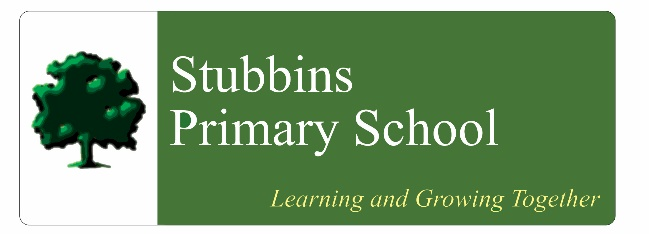 Stubbins
Primary School
Learning and Growing Together